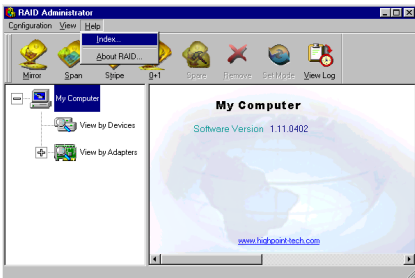 RAID Administrator
Configuration View Help
Index...
About RAID...
Mirror Span Stripe 0+1 Spare Remove Set Mode View Log
My Computer
View by Devices
View by Adapters
My Computer
Software Version 1.11.0402
www.highpoint-tech.com